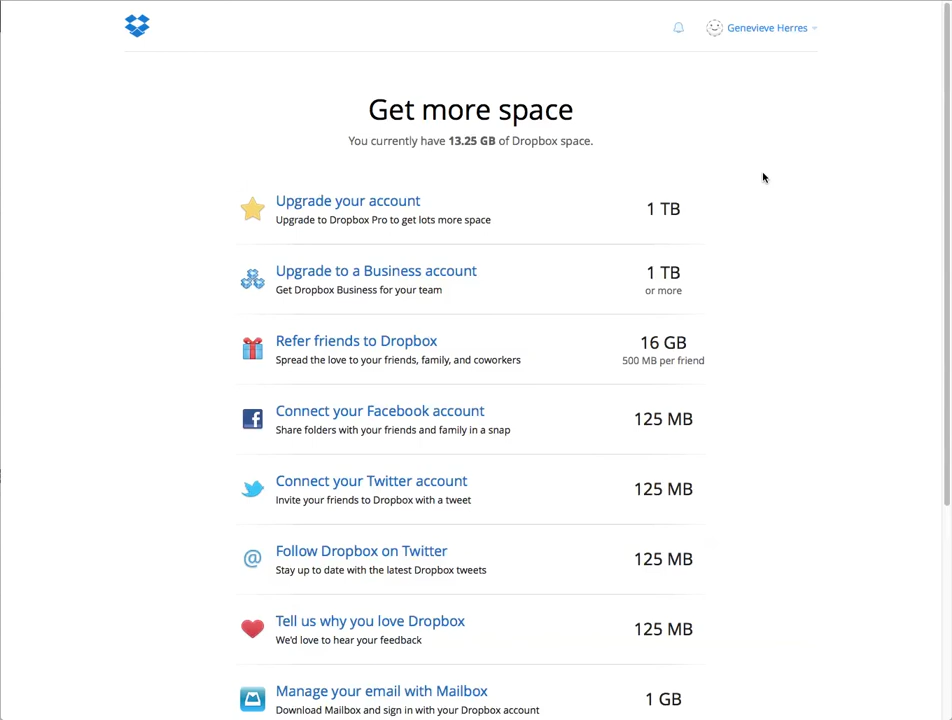 Genevieve Herres
Get more space
You currently have 13.25 GB of Dropbox space.
Upgrade your account
Upgrade to Dropbox Pro to get lots more space
1 TB
Upgrade to a Business account
Get Dropbox Business for your team
1 TB
or more
Refer friends to Dropbox
Spread the love to your friends, family, and coworkers
16 GB
500 MB per friend
Connect your Facebook account
Share folders with your friends and family in a snap
125 MB
Connect your Twitter account
Invite your friends to Dropbox with a tweet
125 MB
@
Follow Dropbox on Twitter
Stay up to date with the latest Dropbox tweets
125 MB
Tell us why you love Dropbox
We'd love to hear your feedback
125 MB
Manage your email with Mailbox
Download Mailbox and sign in with your Dropbox account
1 GB